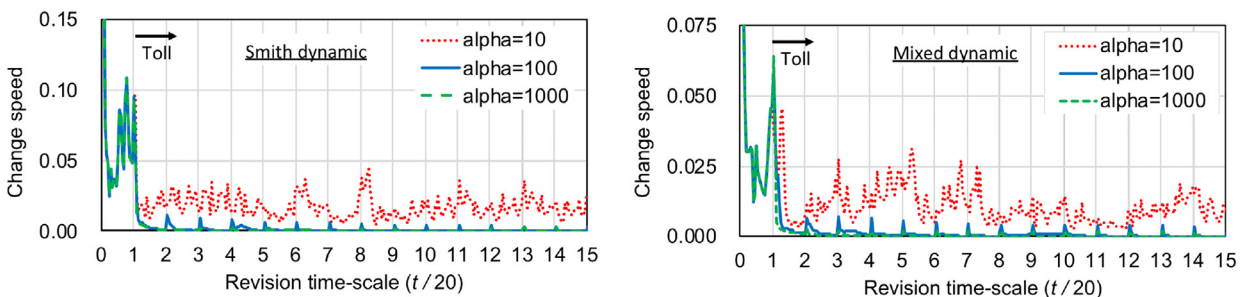 0.15
0.10
0.05
0.00
Change speed
Toll
Smith dynamic
alpha=10
alpha=100
alpha=1000
0 1 2 3 4 5 6 7 8 9 10 11 12 13 14 15
Revision time-scale (t / 20)
0.075
0.050
0.025
0.000
Change speed
Toll
Mixed dynamic
alpha=10
alpha=100
alpha=1000
0 1 2 3 4 5 6 7 8 9 10 11 12 13 14 15
Revision time-scale (t / 20)